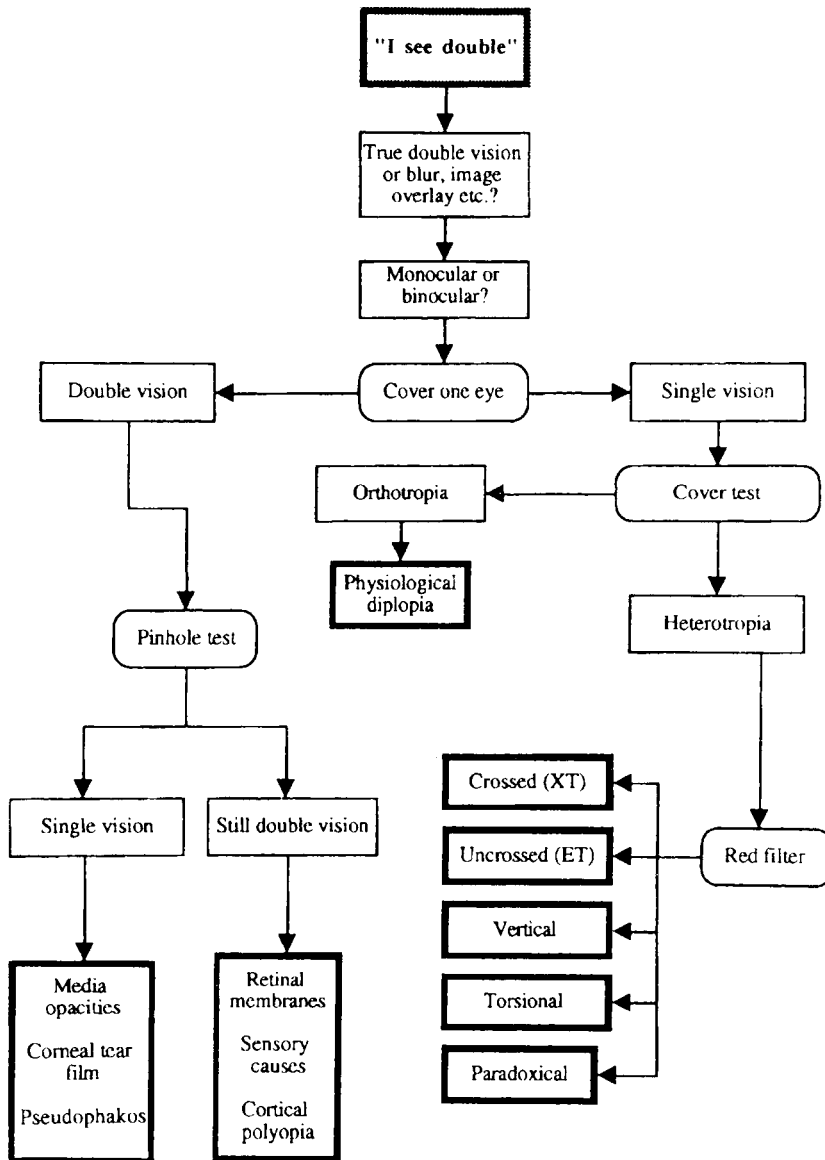 "I see double"
True double vision
or blur, image
overlay etc.?
Monocular or
binocular?
Double vision
Cover one eye
Single vision
Orthotropia
Cover test
Physiological
diplopia
Pinhole test
Heterotropia
Single vision
Still double vision
Crossed (XT)
Uncrossed (ET)
Red filter
Vertical
Torsional
Paradoxical
Media
opacities
Corneal tear
film
Pseudophakos
Retinal
membranes
Sensory
causes
Cortical
polyopia